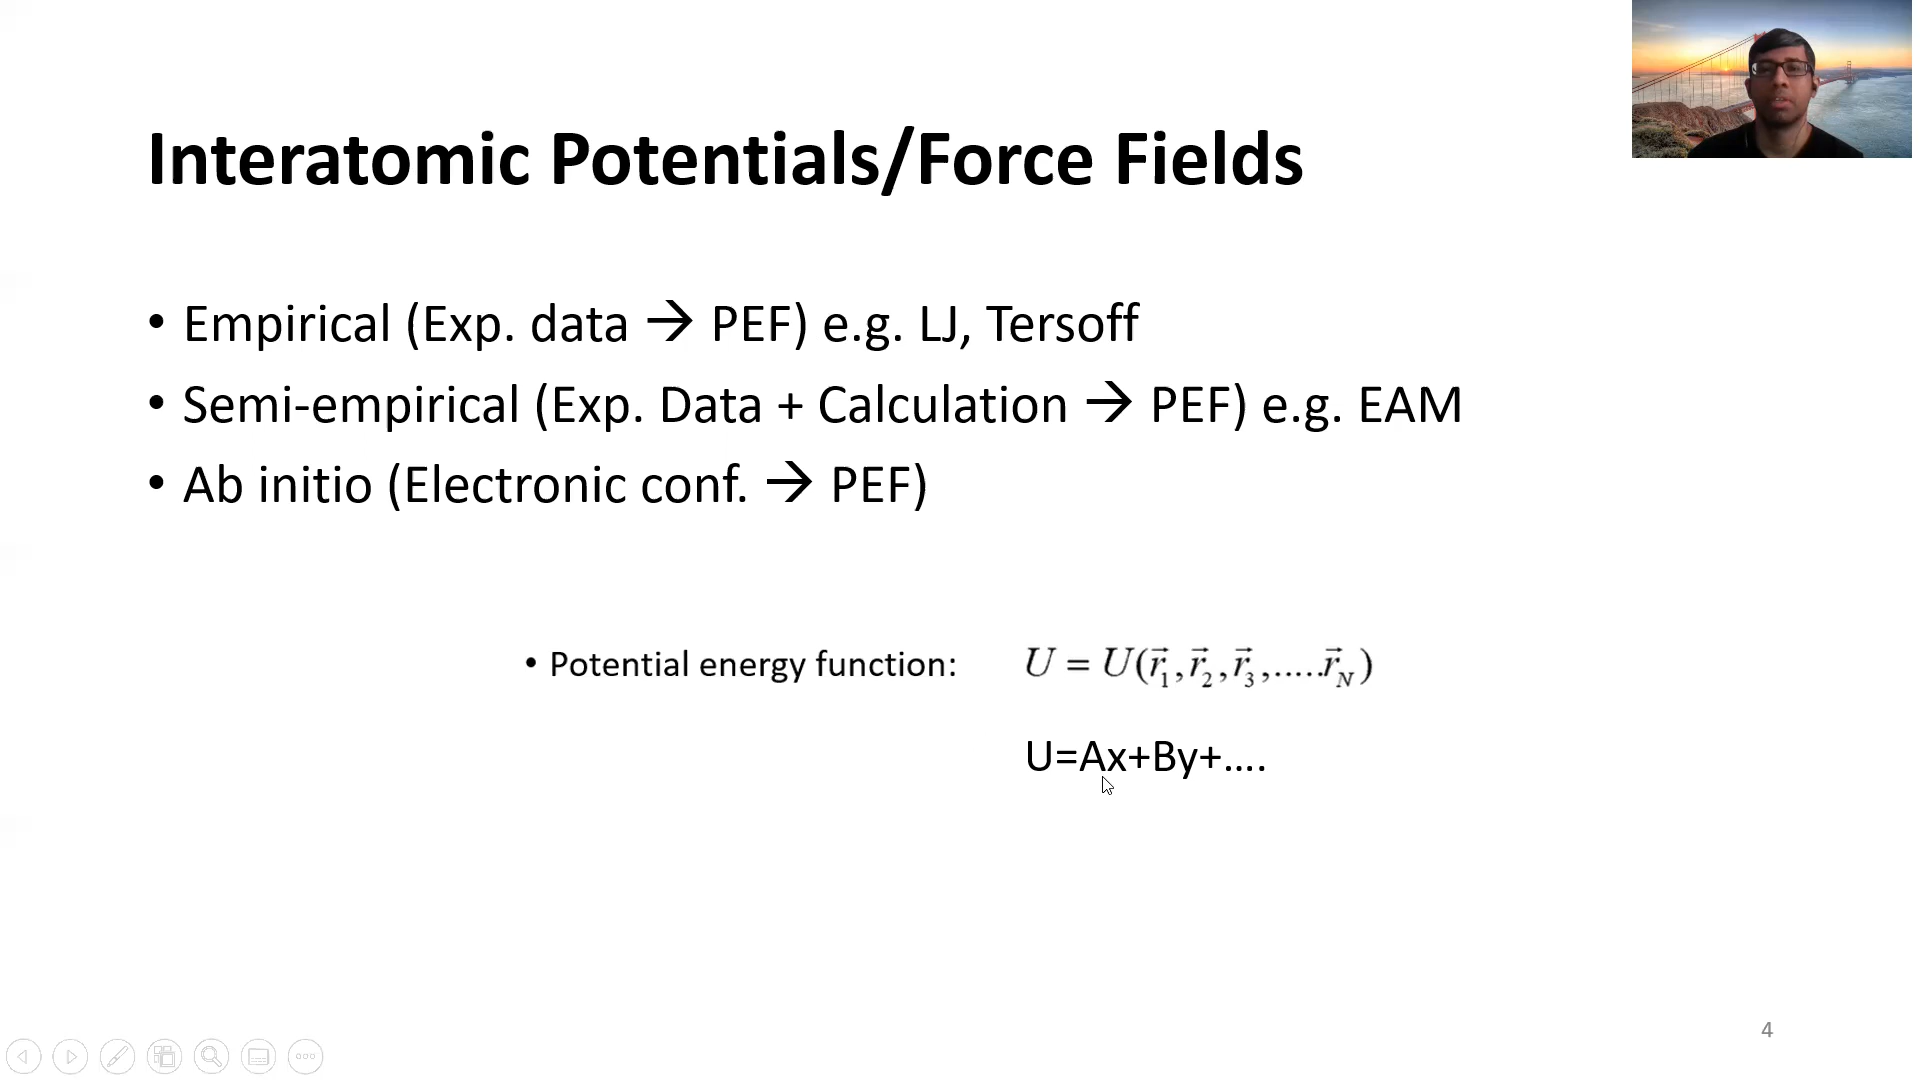 Interatomic Potentials/Force Fields
• Empirical (Exp. data → PEF) e.g. LJ, Tersoff
• Semi-empirical (Exp. Data + Calculation → PEF) e.g. EAM
• Ab initio (Electronic conf. → PEF)
• Potential energy function: U = U(r⃗₁,r⃗₂,r⃗₃,.....r⃗_N)
U=Ax+By+....
4